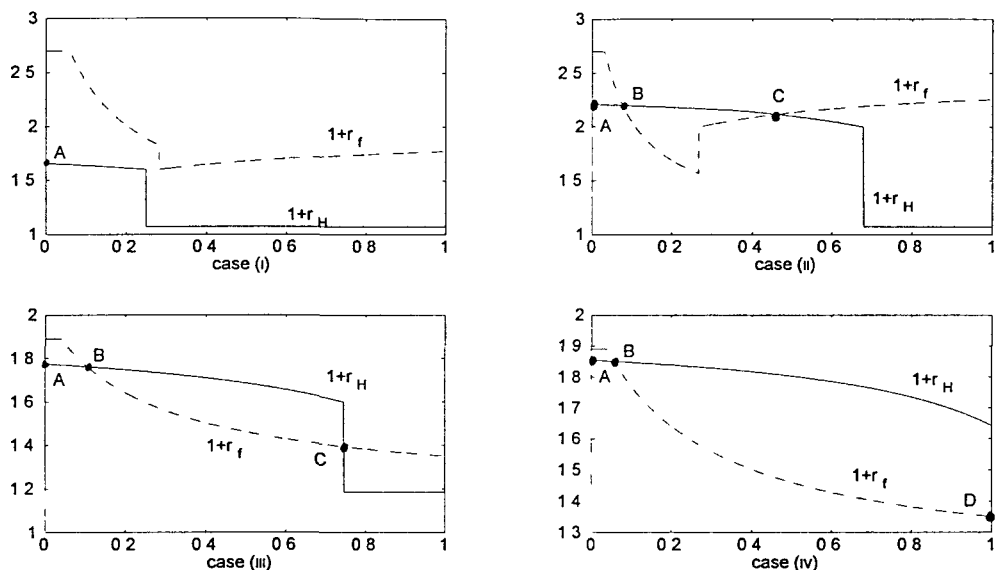 3
2 5
2
1 5
1
A
1+r f
1+r H
0 0 2 0 4 0 6 0 8 1
case (i)
3
2 5
2
1 5
1
A
B
C
1+r f
1+r H
0 0 2 0 4 0 6 0 8 1
case (ii)
2
1 8
1 6
1 4
1 2
1
A
B
C
1+r H
1+r f
0 0 2 0 4 0 6 0 8 1
case (iii)
2
1 9
1 8
1 7
1 6
1 5
1 4
1 3
A
B
D
1+r H
1+r f
0 0 2 0 4 0 6 0 8 1
case (iv)